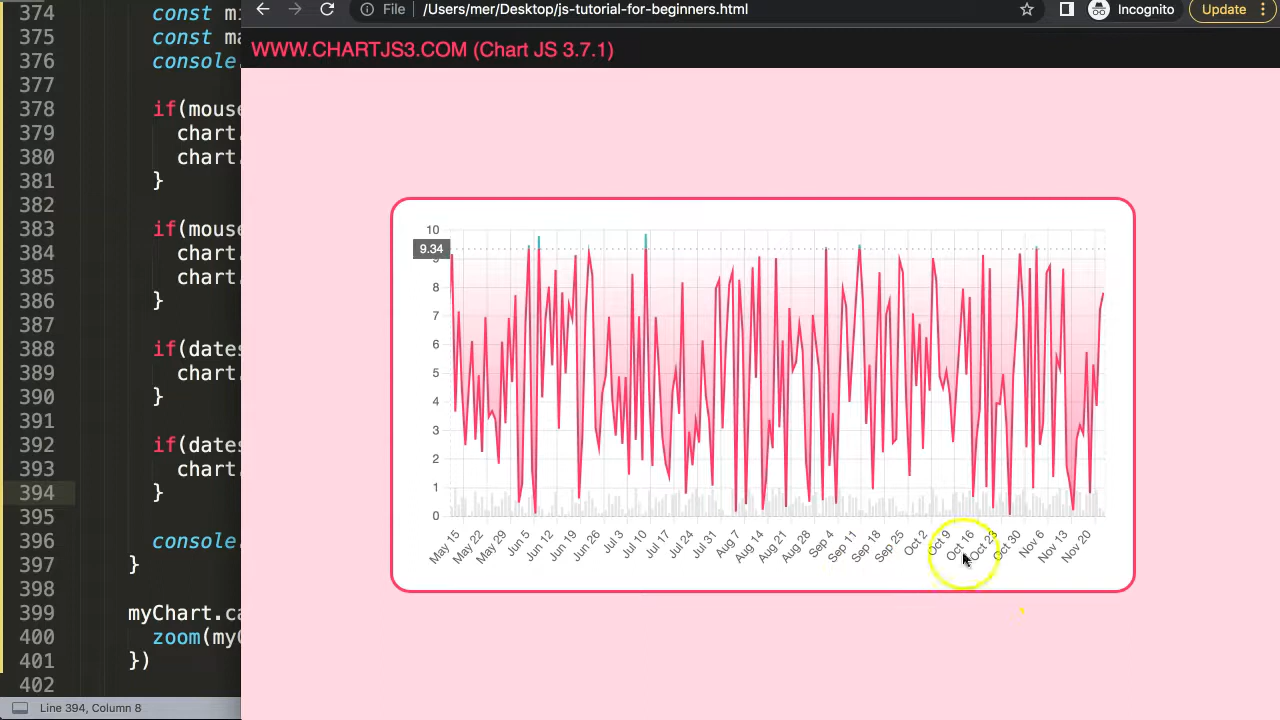 /Users/mer/Desktop/js-tutorial-for-beginners.html
File
Incognito
Update
WWW.CHARTJS3.COM (Chart JS 3.7.1)
374 const mi
375 const ma
376 console.
377
378 if(mouse
379 chart.
380 chart.
381 }
382
383 if(mouse
384 chart.
385 chart.
386 }
387
388 if(dates
389 chart.
390 }
391
392 if(dates
393 chart.
394 }
395
396 console.
397 }
398
399 myChart.ca
400 zoom(myC
401 })
402
Line 394, Column 8
10
9.34
9
8
7
6
5
4
3
2
1
0
May 15
May 22
May 29
Jun 5
Jun 12
Jun 19
Jun 26
Jul 3
Jul 10
Jul 17
Jul 24
Jul 31
Aug 7
Aug 14
Aug 21
Aug 28
Sep 4
Sep 11
Sep 18
Sep 25
Oct 2
Oct 9
Oct 16
Oct 23
Oct 30
Nov 6
Nov 13
Nov 20